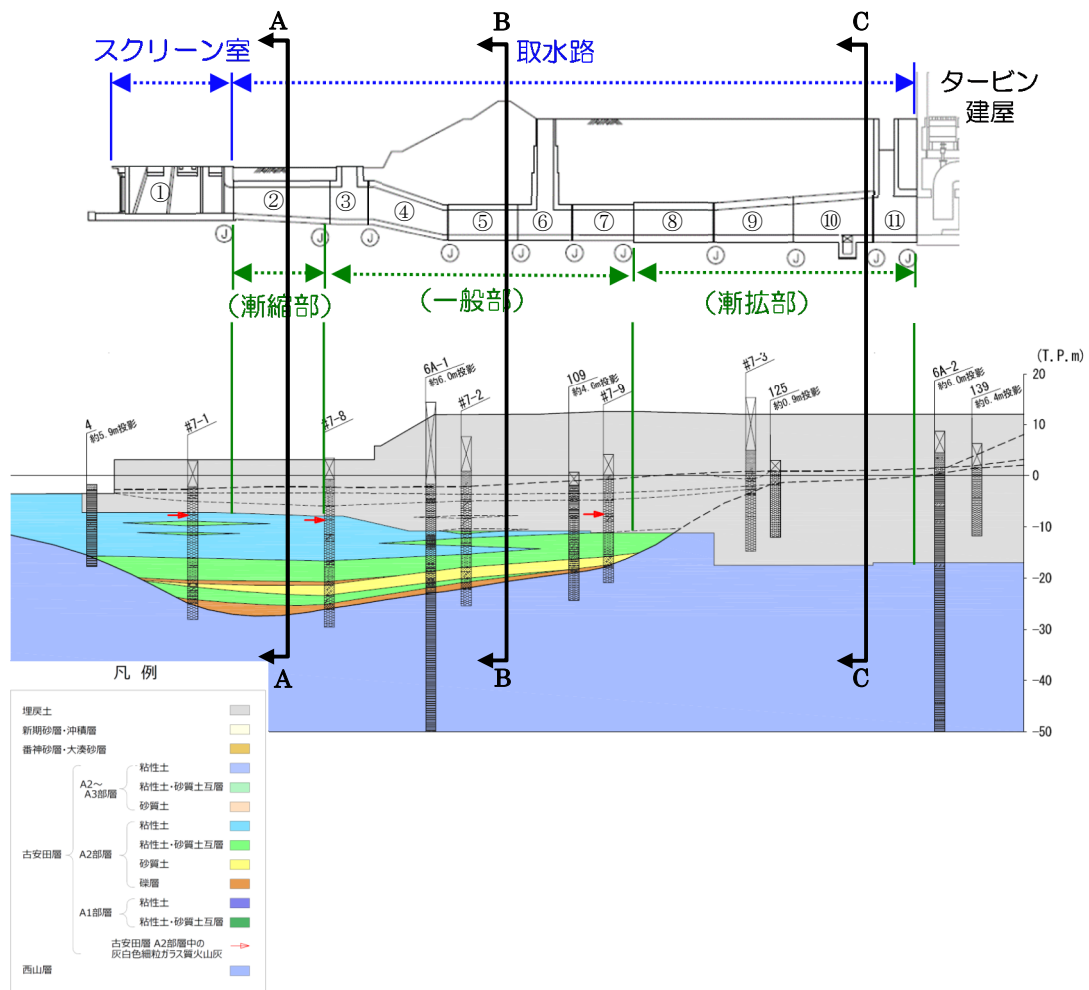 A
B
C
スクリーン室
取水路
タービン
建屋
①
②
③
④
⑤
⑥
⑦
⑧
⑨
⑩
⑪
J
J
J
J
J
J
J
J
J
J
(漸縮部)
(一般部)
(漸拡部)
(T.P.m)
20
10
0
-10
-20
-30
-40
-50
4
約5.9m投影
#7-1
#7-8
6A-1
約6.0m投影
#7-2
109
約4.6m投影
#7-9
#7-3
125
約0.9m投影
6A-2
約6.0m投影
139
約6.4m投影
A
B
C
凡 例
埋戻土
新期砂層・沖積層
番神砂層・大湊砂層
古安田層
A2～
A3部層
粘性土
粘性土・砂質土互層
砂質土
A2部層
粘性土
粘性土・砂質土互層
砂質土
礫層
A1部層
粘性土
粘性土・砂質土互層
古安田層 A2部層中の
灰白色細粒ガラス質火山灰
西山層